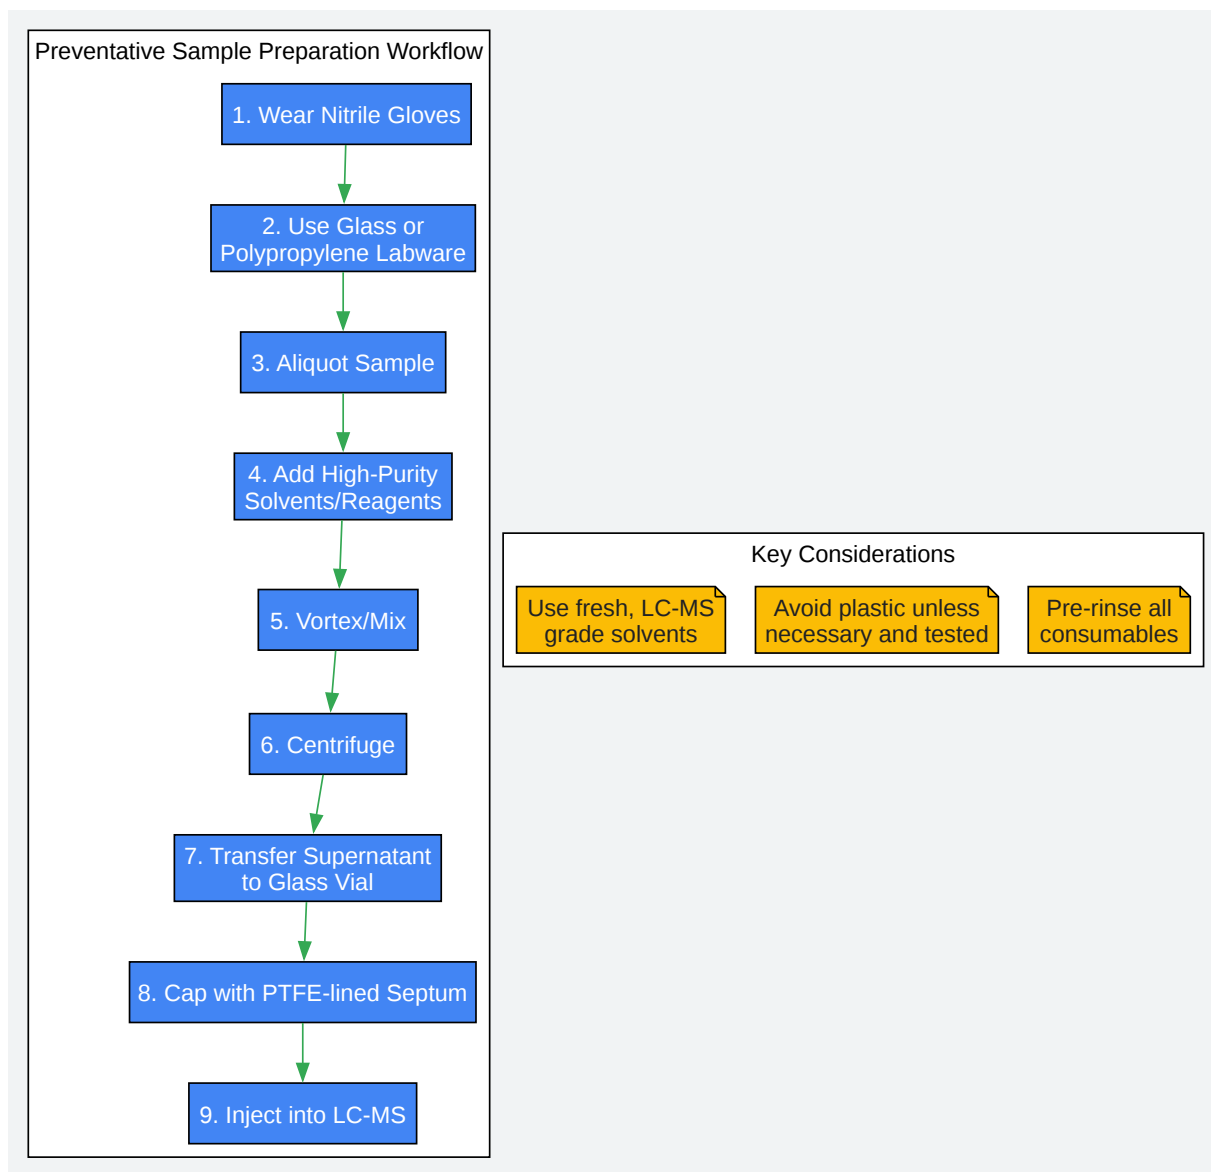 Preventative Sample Preparation Workflow
1. Wear Nitrile Gloves
2. Use Glass or
Polypropylene Labware
3. Aliquot Sample
4. Add High-Purity
Solvents/Reagents
5. Vortex/Mix
6. Centrifuge
7. Transfer Supernatant
to Glass Vial
8. Cap with PTFE-lined Septum
9. Inject into LC-MS
Key Considerations
Use fresh, LC-MS
grade solvents
Avoid plastic unless
necessary and tested
Pre-rinse all
consumables